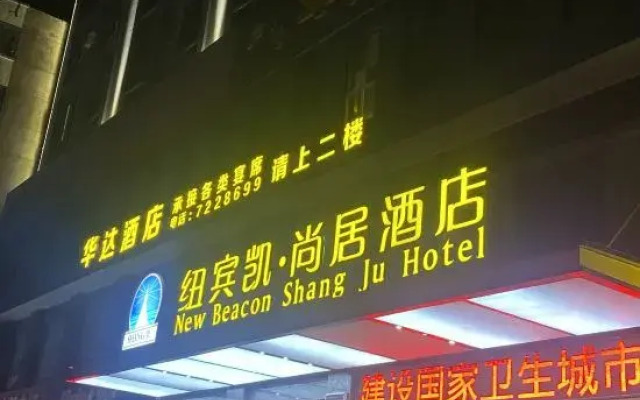 华达酒店 承接各类宴席 请上二楼
电话:7228699
纽宾凯·尚居酒店
New Beacon Shang Ju Hotel
建设国家卫生城市